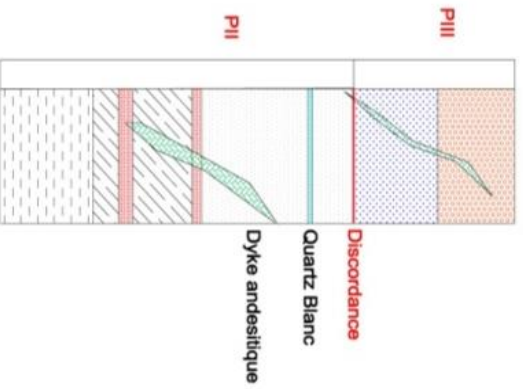 PIII
PII
Discordance
Quartz Blanc
Dyke andesitique